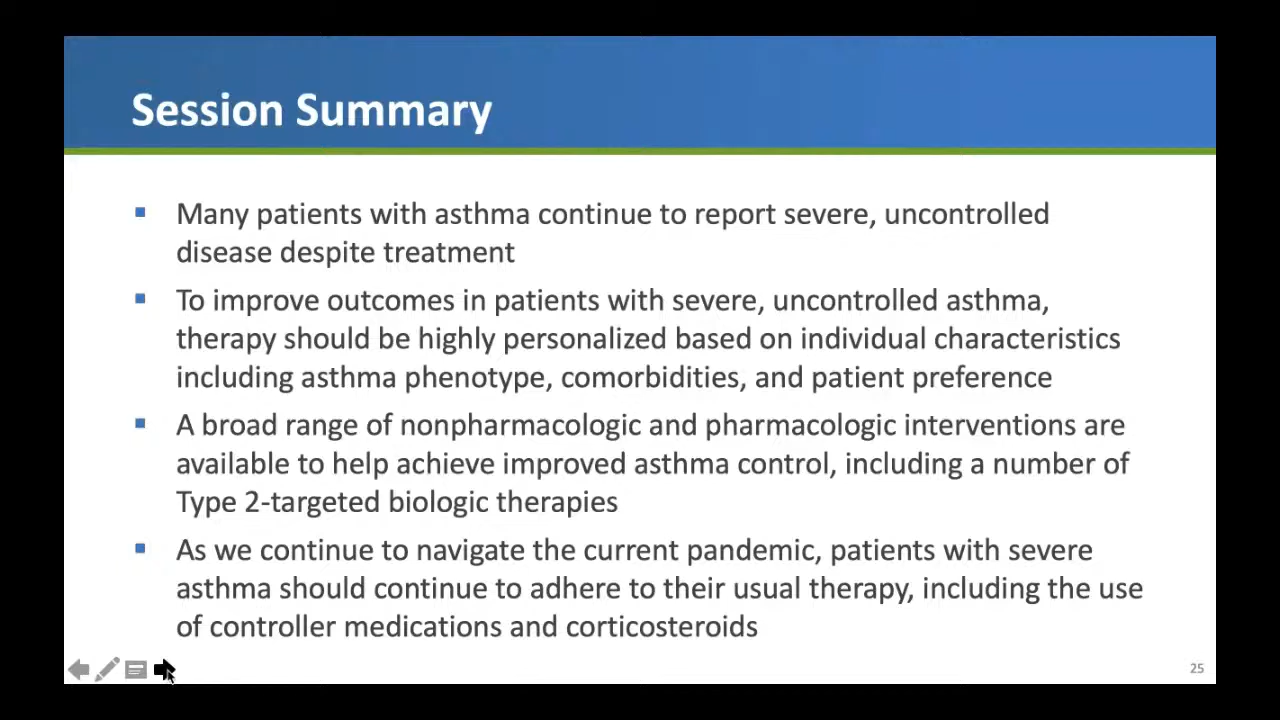 Session Summary
Many patients with asthma continue to report severe, uncontrolled
disease despite treatment
To improve outcomes in patients with severe, uncontrolled asthma,
therapy should be highly personalized based on individual characteristics
including asthma phenotype, comorbidities, and patient preference
A broad range of nonpharmacologic and pharmacologic interventions are
available to help achieve improved asthma control, including a number of
Type 2-targeted biologic therapies
As we continue to navigate the current pandemic, patients with severe
asthma should continue to adhere to their usual therapy, including the use
of controller medications and corticosteroids
25